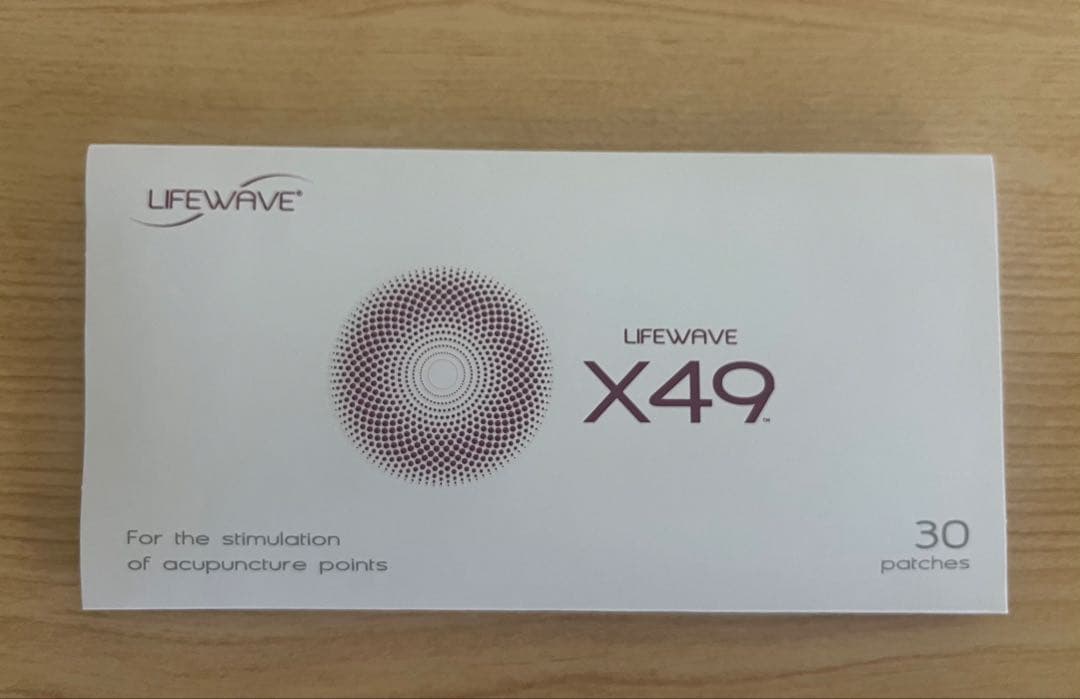 LIFEWAVE®
LIFEWAVE
X49™
For the stimulation
of acupuncture points
30
patches